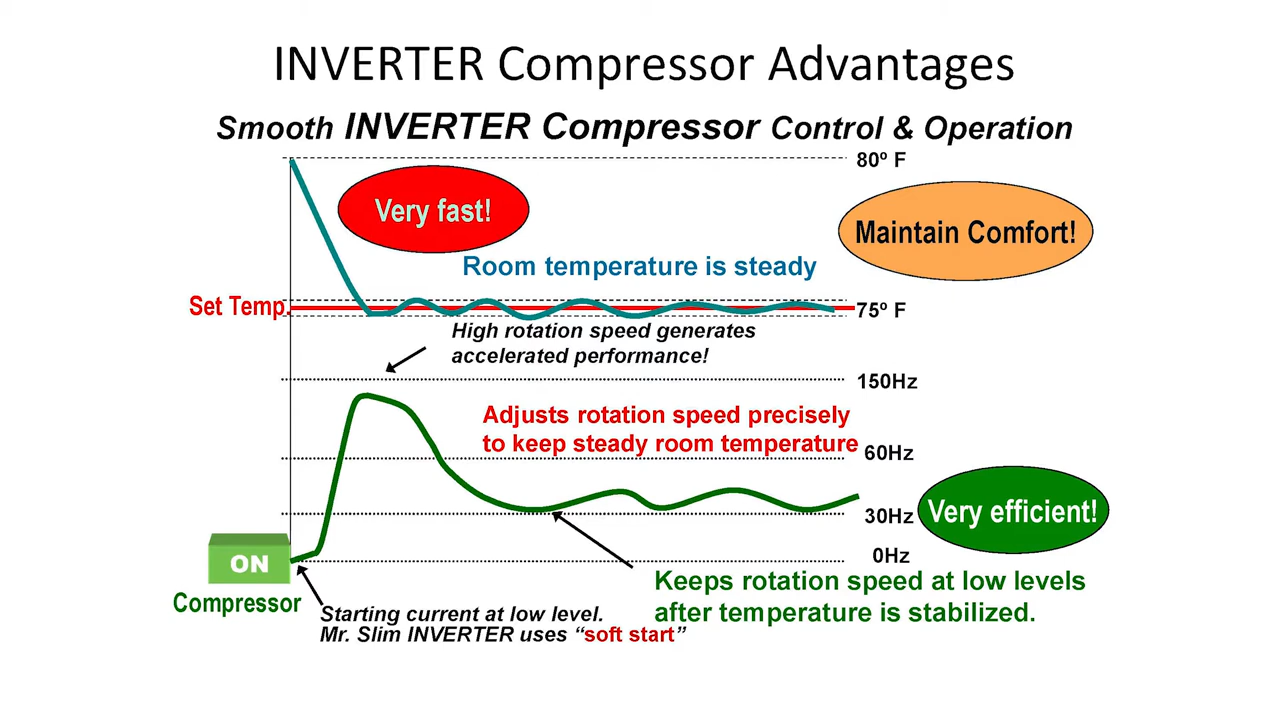 INVERTER Compressor Advantages
Smooth INVERTER Compressor Control & Operation
80º F
Very fast!
Maintain Comfort!
Room temperature is steady
Set Temp.
75º F
High rotation speed generates
accelerated performance!
150Hz
Adjusts rotation speed precisely
to keep steady room temperature
60Hz
30Hz
Very efficient!
0Hz
ON
Compressor
Keeps rotation speed at low levels
after temperature is stabilized.
Starting current at low level.
Mr. Slim INVERTER uses “soft start”